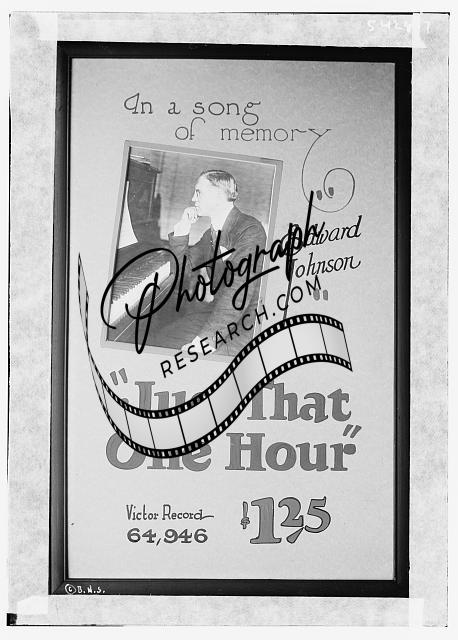 In a song
of memory
Edward
Johnson
Photograph
RESEARCH.COM
"Just That
One Hour"
Victor Record
64,946
$1.25
© B.N.S.